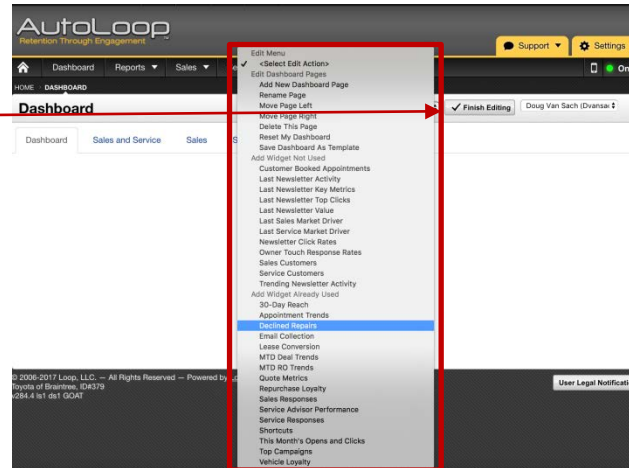 AutoLoop
Retention Through Engagement
Support ▼
Settings
Dashboard
Reports ▼
Sales ▼
On
HOME
DASHBOARD
Dashboard
✓ Finish Editing
Doug Van Sach (Dvansac
Dashboard
Sales and Service
Sales
S
Edit Menu
✓ <Select Edit Action>
Edit Dashboard Pages
Add New Dashboard Page
Rename Page
Move Page Left
Move Page Right
Delete This Page
Reset My Dashboard
Save Dashboard As Template
Add Widget Not Used
Customer Booked Appointments
Last Newsletter Activity
Last Newsletter Key Metrics
Last Newsletter Top Clicks
Last Newsletter Value
Last Sales Market Driver
Last Service Market Driver
Newsletter Click Rates
Owner Touch Response Rates
Sales Customers
Service Customers
Trending Newsletter Activity
Add Widget Already Used
30-Day Reach
Appointment Trends
Declined Repairs
Email Collection
Lease Conversion
MTD Deal Trends
MTD RO Trends
Quote Metrics
Repurchase Loyalty
Sales Responses
Service Advisor Performance
Service Responses
Shortcuts
This Month's Opens and Clicks
Top Campaigns
Vehicle Loyalty
© 2006-2017 Loop, LLC. — All Rights Reserved — Powered by
Toyota of Braintree, ID#379
v284.4 ls1 ds1 GOAT
User Legal Notificati